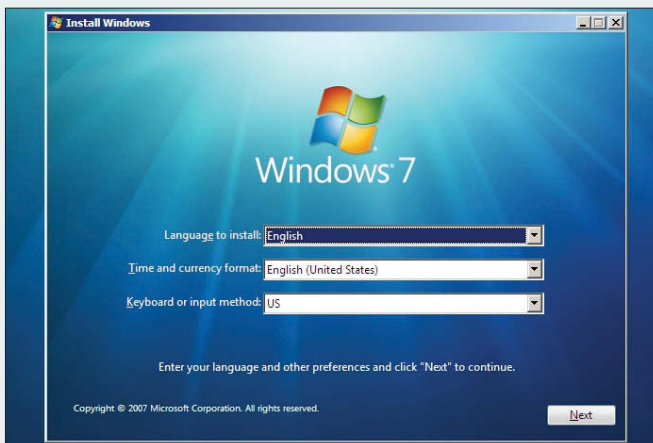 Install Windows
Windows 7
Language to install: English
Time and currency format: English (United States)
Keyboard or input method: US
Enter your language and other preferences and click "Next" to continue.
Copyright © 2007 Microsoft Corporation. All rights reserved.
Next